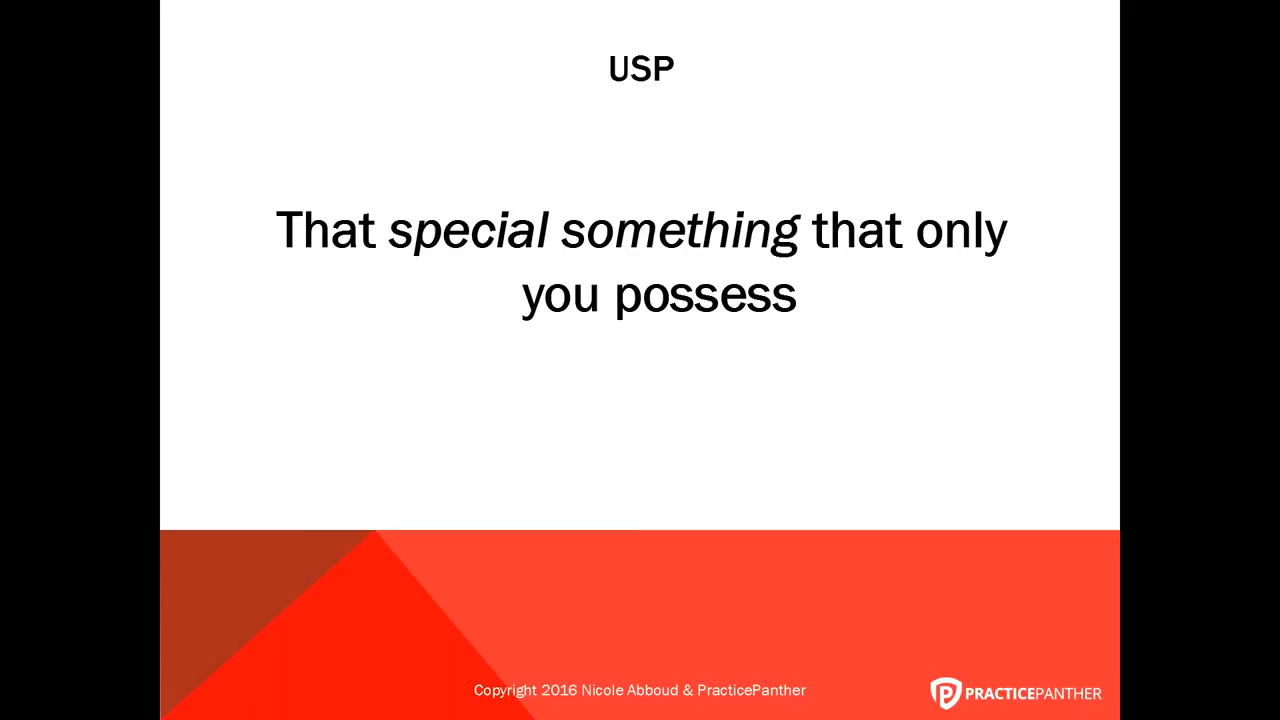 USP
That special something that only
you possess
Copyright 2016 Nicole Abboud & PracticePanther
PRACTICEPANTHER